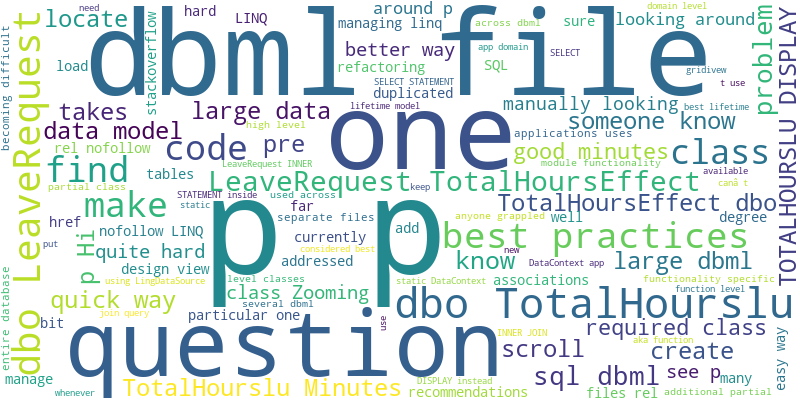 need
locate
hard
LINQ
around p
managing linq
across dbml
sure
looking around
domain level
becoming difficult
LeaveRequest
load
stackoverflow
dbml file
better way
refactoring
SQL
app domain
SELECT
gridivew
problem
SELECT STATEMENT
duplicated
t use
takes
large data
lifetime model
one
manually looking
best lifetime
data model
high level
someone know
rel nofollow
code
pre
applications uses
good minutes
class
find
tables
LeaveRequest INNER
module functionality
available
partial class
STATEMENT inside
used across
far
keep
canâ t
LeaveRequest TotalHoursEffect
static
make
separate files
TotalHoursEffect dbo
degree
href
nofollow LINQ
p p
add
anyone grappled
well
put
p Hi
currently
considered best
best practices
quite hard
addressed
new
know
DataContext app
large dbml
design view
level classes
static DataContext
associations
functionality specific
using LinqDataSource
class Zooming
function level
quick way
several dbml
dbo TotalHourslu
bit
particular one
join query
use
required class
aka function
question
INNER JOIN
scroll
create
easy way
entire database
dbo
manage
sql dbml
see p
many
whenever
TotalHourslu Minutes
DISPLAY instead
recommendations
files rel
additional partial
TOTALHOURSLU DISPLAY